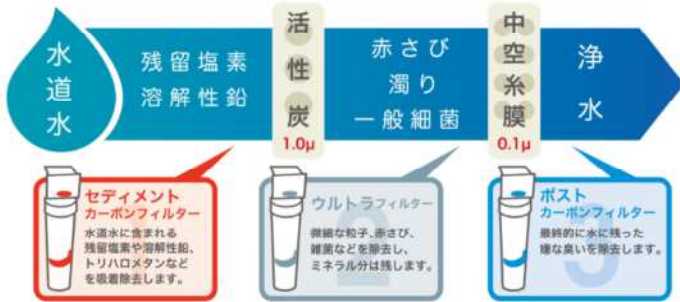 水道水
残留塩素
溶解性鉛
活性炭
1.0μ
赤さび
濁り
一般細菌
中空糸膜
0.1μ
浄水
セディメント
カーボンフィルター
水道水に含まれる
残留塩素や溶解性鉛、
トリハロメタンなど
を吸着除去します。
2
ウルトラフィルター
微細な粒子、赤さび、
雑菌などを除去し、
ミネラル分は残します。
3
ポスト
カーボンフィルター
最終的に水に残った
嫌な臭いを除去します。